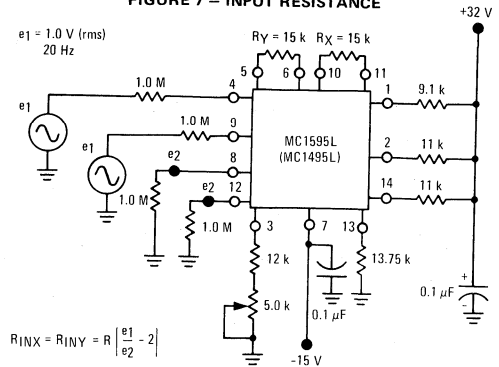 FIGURE 7 — INPUT RESISTANCE
+32 V
e1 = 1.0 V (rms)
20 Hz
RY = 15 k
RX = 15 k
5
6
10
11
1.0 M
4
1
9.1 k
e1
1.0 M
9
MC1595L
(MC1495L)
2
11 k
e1
e2
8
1.0 M
e2
12
14
11 k
1.0 M
3
7
13
12 k
13.75 k
5.0 k
0.1 μF
+
0.1 μF
-
RINX = RINY = R | e1/e2 - 2 |
-15 V